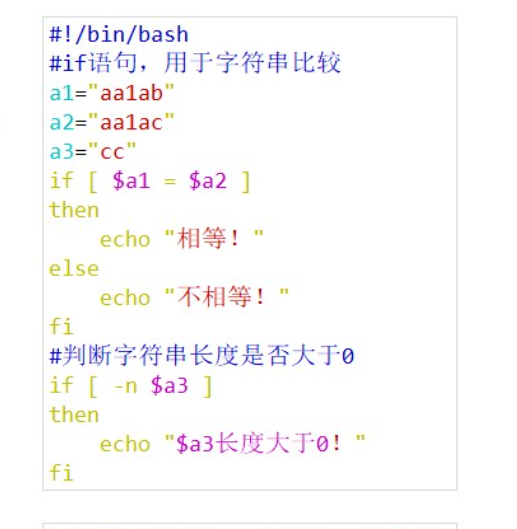 #!/bin/bash
#if语句，用于字符串比较
a1="aa1ab"
a2="aa1ac"
a3="cc"
if [ $a1 = $a2 ]
then
    echo "相等！"
else
    echo "不相等！"
fi
#判断字符串长度是否大于0
if [ -n $a3 ]
then
    echo "$a3长度大于0！"
fi